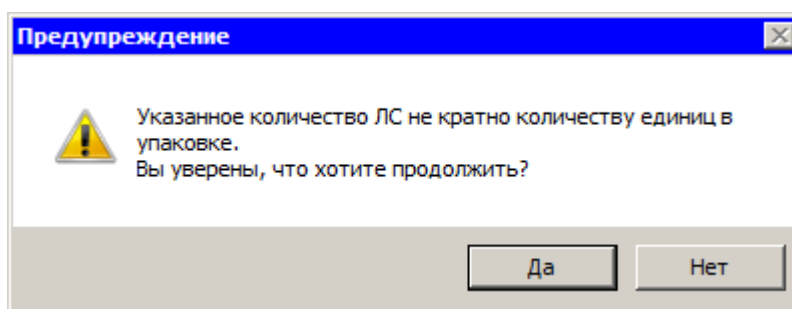 Предупреждение
Указанное количество ЛС не кратно количеству единиц в
упаковке.
Вы уверены, что хотите продолжить?
Да
Нет